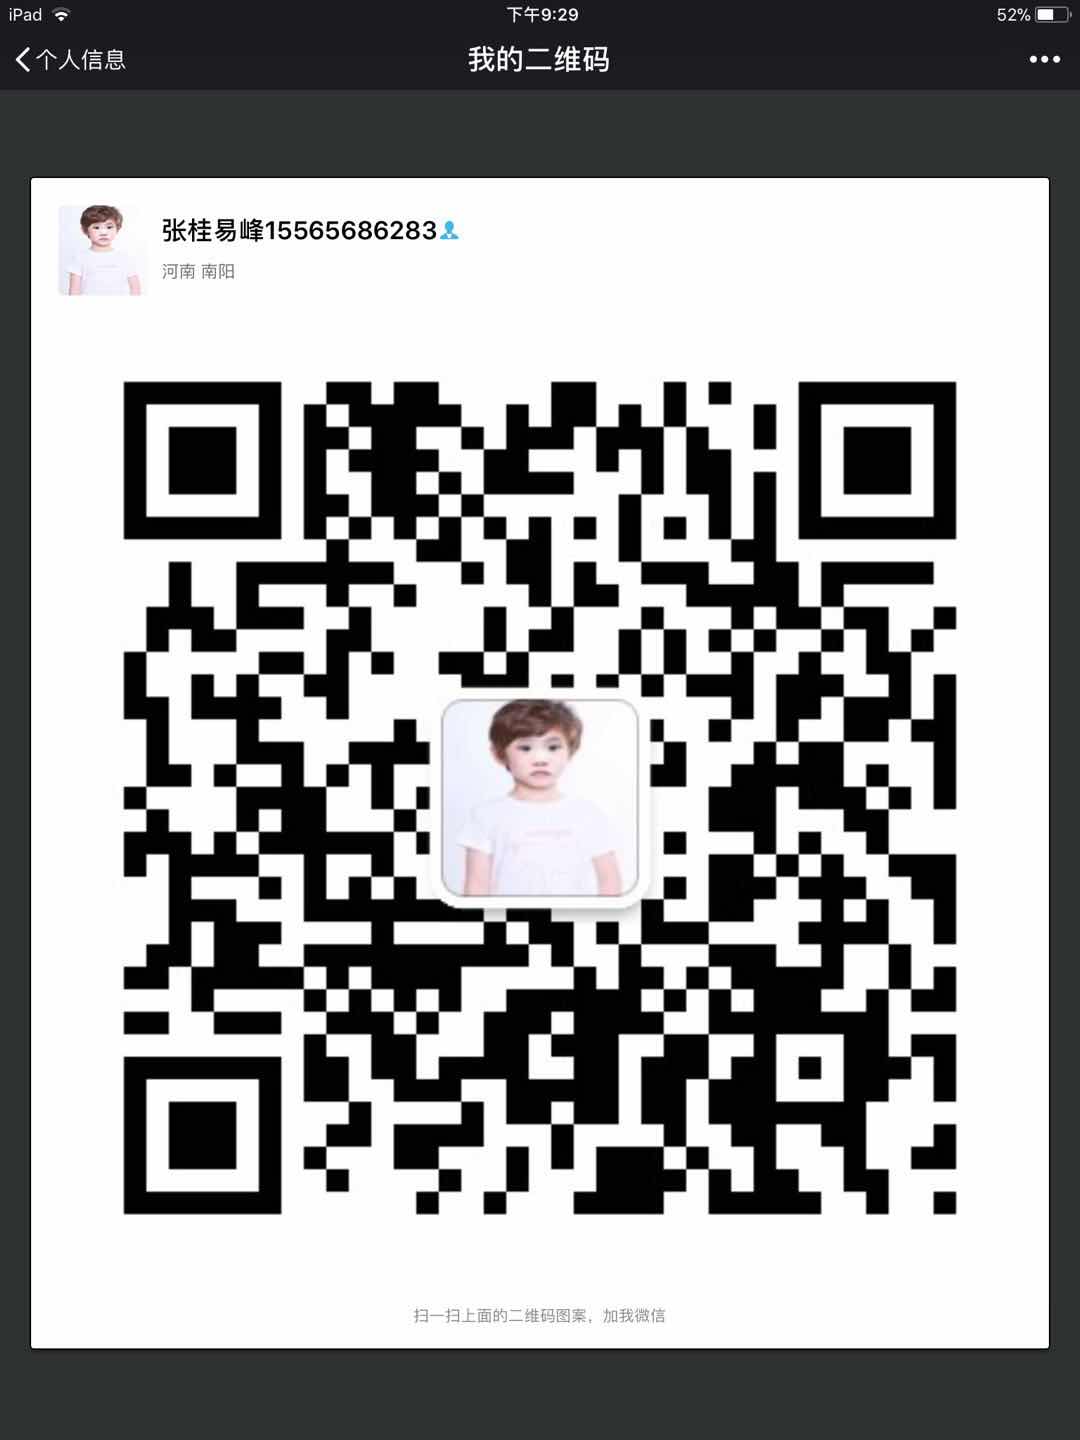 iPad 下午9:29 52%
个人信息 我的二维码
张桂易峰15565686283
河南 南阳
扫一扫上面的二维码图案，加我微信